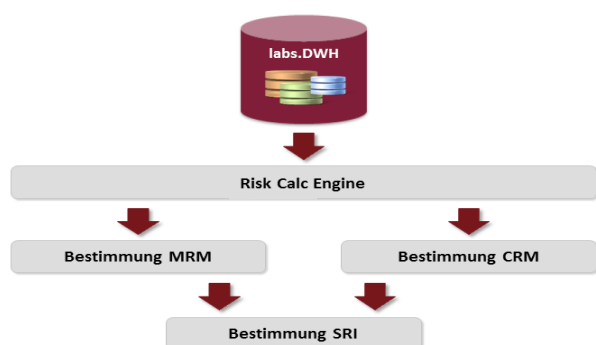 labs.DWH
Risk Calc Engine
Bestimmung MRM
Bestimmung CRM
Bestimmung SRI